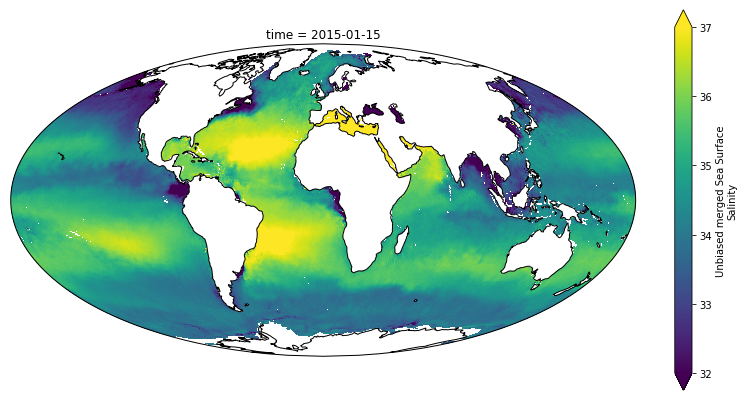 time = 2015-01-15
37
36
35
34
33
32
Unbiased merged Sea Surface
Salinity